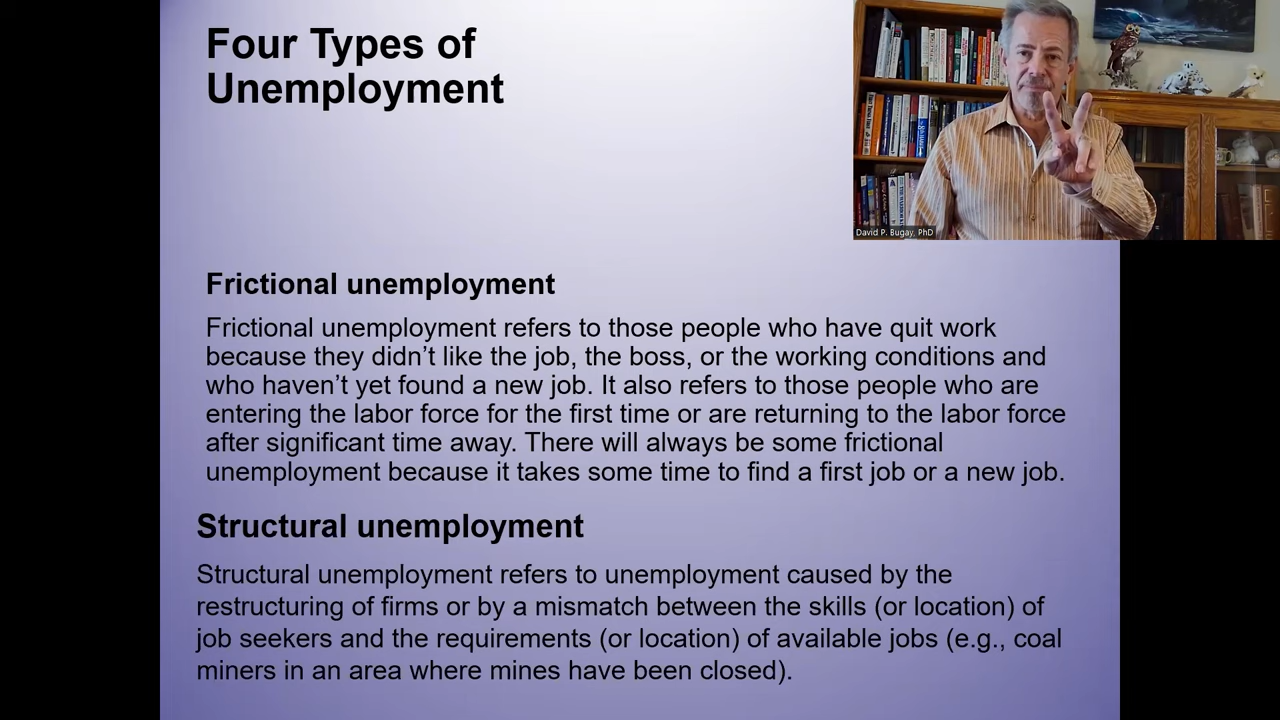 Four Types of
Unemployment
David P. Bugay, PhD
Frictional unemployment
Frictional unemployment refers to those people who have quit work
because they didn’t like the job, the boss, or the working conditions and
who haven’t yet found a new job. It also refers to those people who are
entering the labor force for the first time or are returning to the labor force
after significant time away. There will always be some frictional
unemployment because it takes some time to find a first job or a new job.
Structural unemployment
Structural unemployment refers to unemployment caused by the
restructuring of firms or by a mismatch between the skills (or location) of
job seekers and the requirements (or location) of available jobs (e.g., coal
miners in an area where mines have been closed).